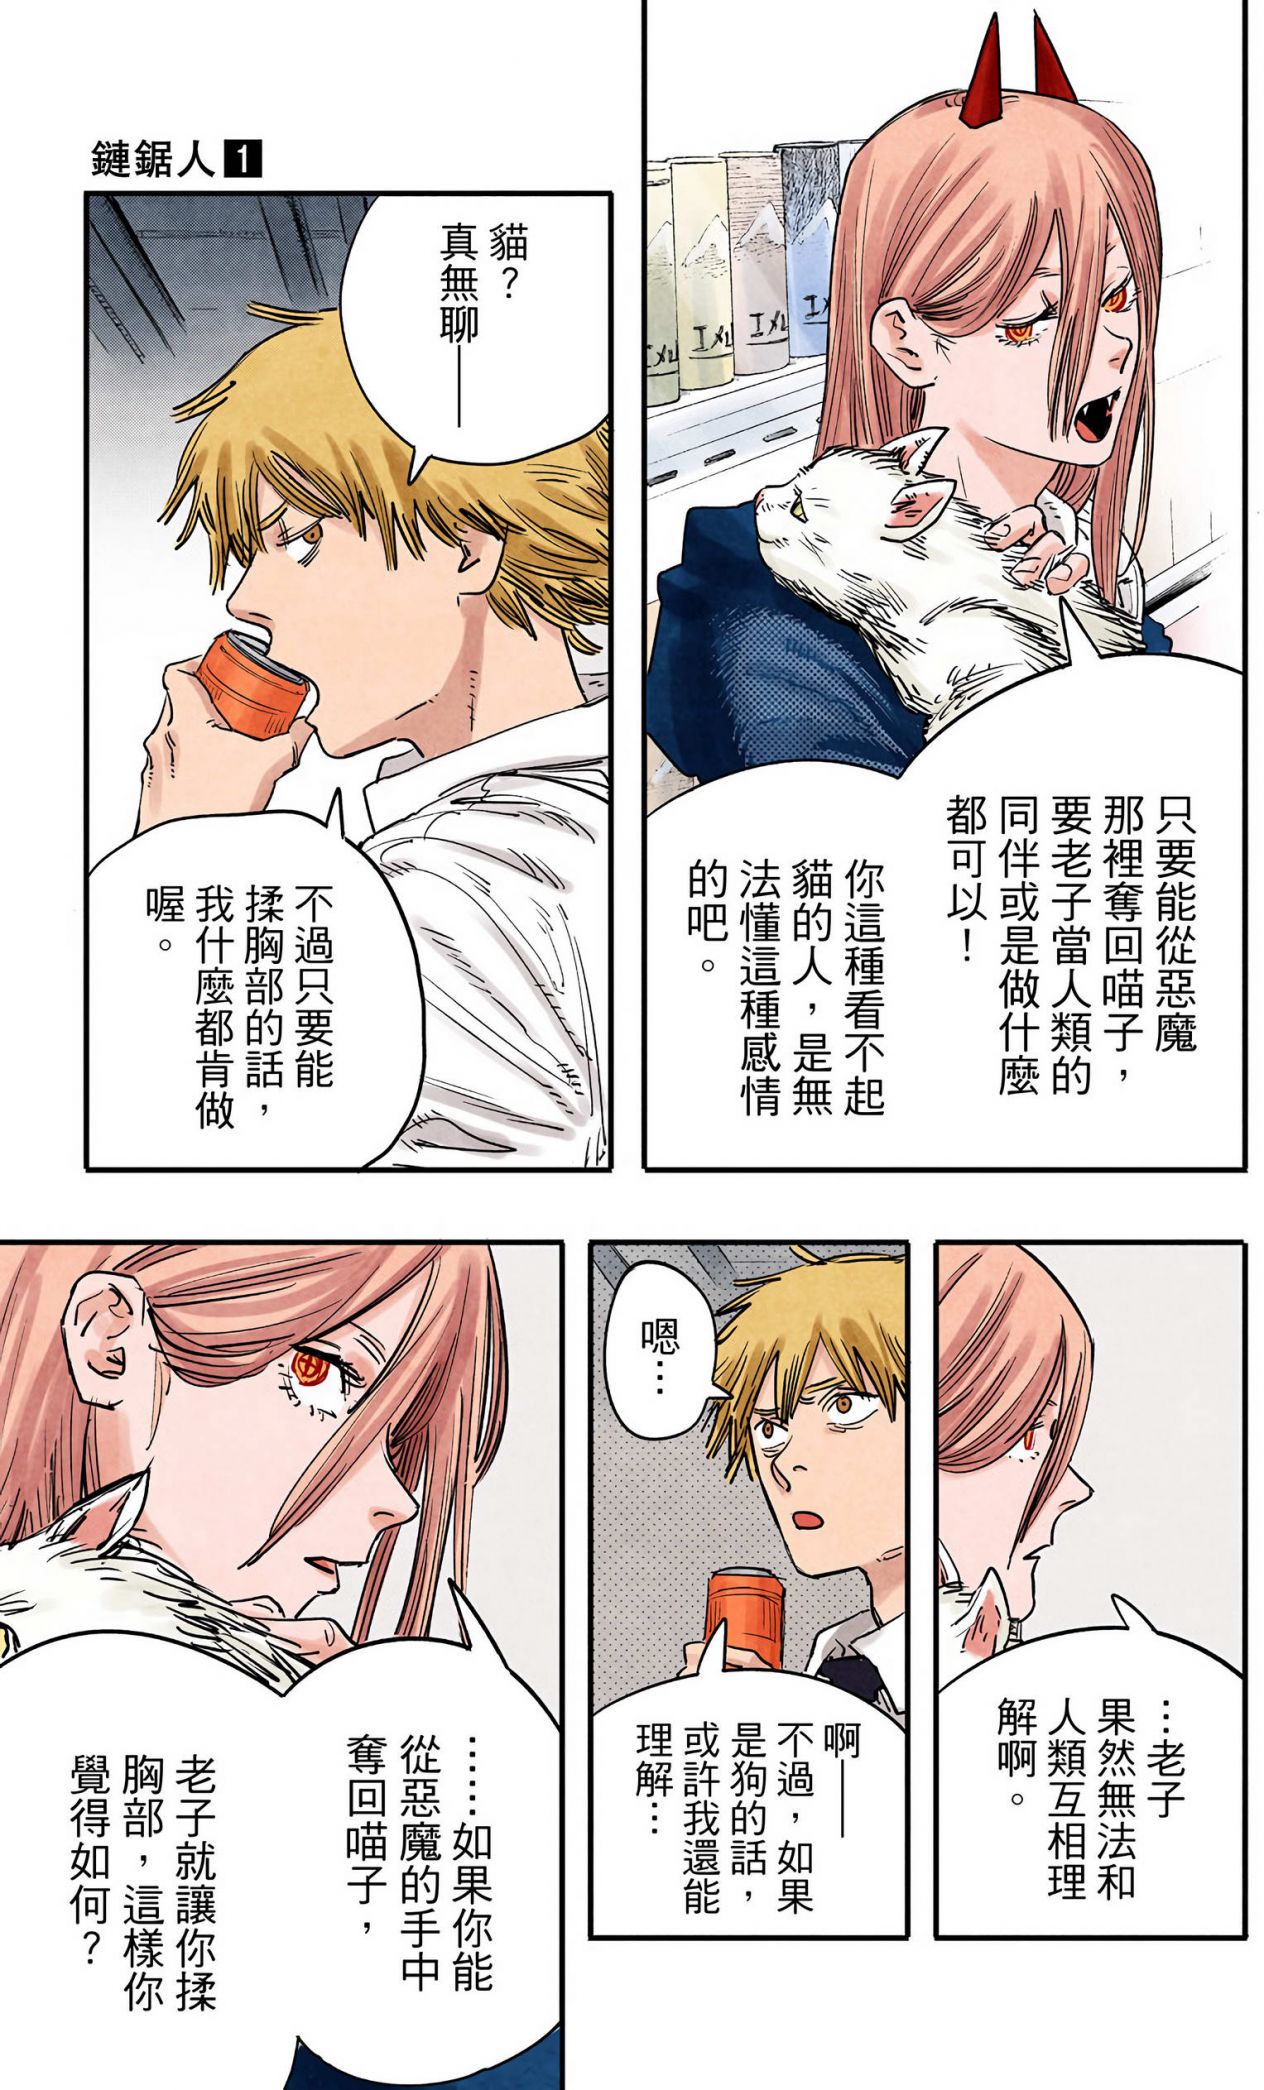 鏈鋸人1
只要能從惡魔
那裡奪回喵子，
要老子當人類的
同伴或是做什麼
都可以！
你這種看不起
貓的人，是無
法懂這種感情
的吧。
貓？
真無聊——
不過只要能
揉胸部的話，
我什麼都肯做
喔。
…老子
果然無法和
人類互相理
解啊。
嗯…
啊——
不過，如果
是狗的話，
或許我還能
理解…
……如果你能
從惡魔的手中
奪回喵子，
老子就讓你揉
胸部，這樣你
覺得如何？
IXL
IXL
IXL
IXL